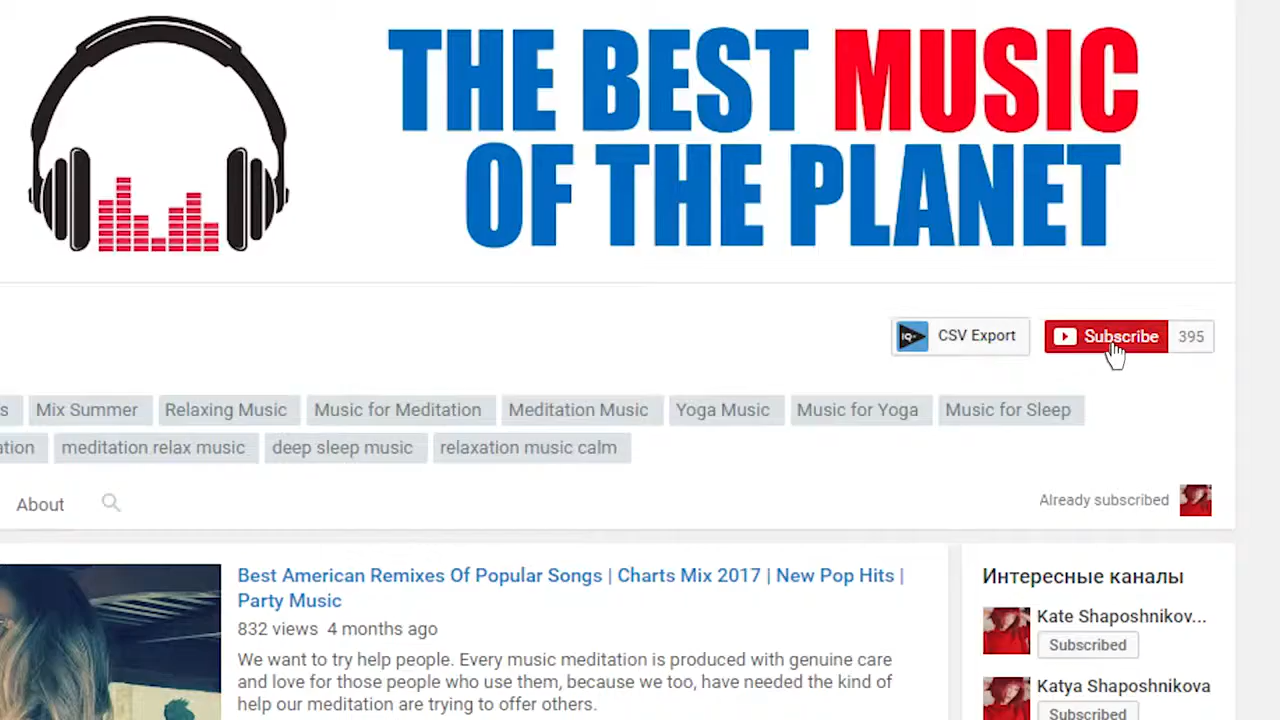 THE BEST MUSIC
OF THE PLANET
IQ
CSV Export
Subscribe 395
s Mix Summer Relaxing Music Music for Meditation Meditation Music Yoga Music Music for Yoga Music for Sleep
ation meditation relax music deep sleep music relaxation music calm
About
Already subscribed
Best American Remixes Of Popular Songs | Charts Mix 2017 | New Pop Hits |
Party Music
832 views 4 months ago
We want to try help people. Every music meditation is produced with genuine care
and love for those people who use them, because we too, have needed the kind of
help our meditation are trying to offer others.
Интересные каналы
Kate Shaposhnikov...
Subscribed
Katya Shaposhnikova
Subscribed